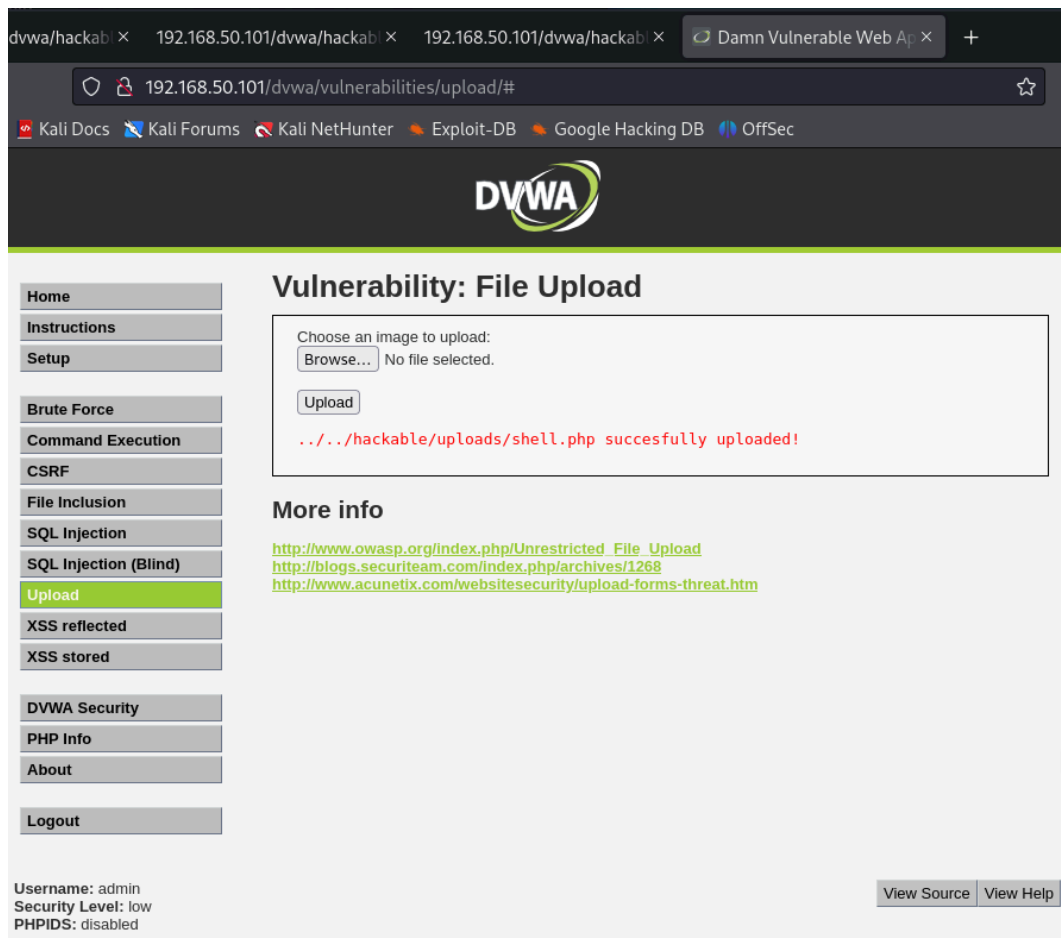 dvwa/hackabl 192.168.50.101/dvwa/hackabl 192.168.50.101/dvwa/hackabl Damn Vulnerable Web Ap
192.168.50.101/dvwa/vulnerabilities/upload/#
Kali Docs Kali Forums Kali NetHunter Exploit-DB Google Hacking DB OffSec
DVWA
Home
Instructions
Setup
Brute Force
Command Execution
CSRF
File Inclusion
SQL Injection
SQL Injection (Blind)
Upload
XSS reflected
XSS stored
DVWA Security
PHP Info
About
Logout
Vulnerability: File Upload
Choose an image to upload:
Browse... No file selected.
Upload
../../hackable/uploads/shell.php succesfully uploaded!
More info
http://www.owasp.org/index.php/Unrestricted_File_Upload
http://blogs.securiteam.com/index.php/archives/1268
http://www.acunetix.com/websitesecurity/upload-forms-threat.htm
Username: admin
Security Level: low
PHPIDS: disabled
View Source View Help